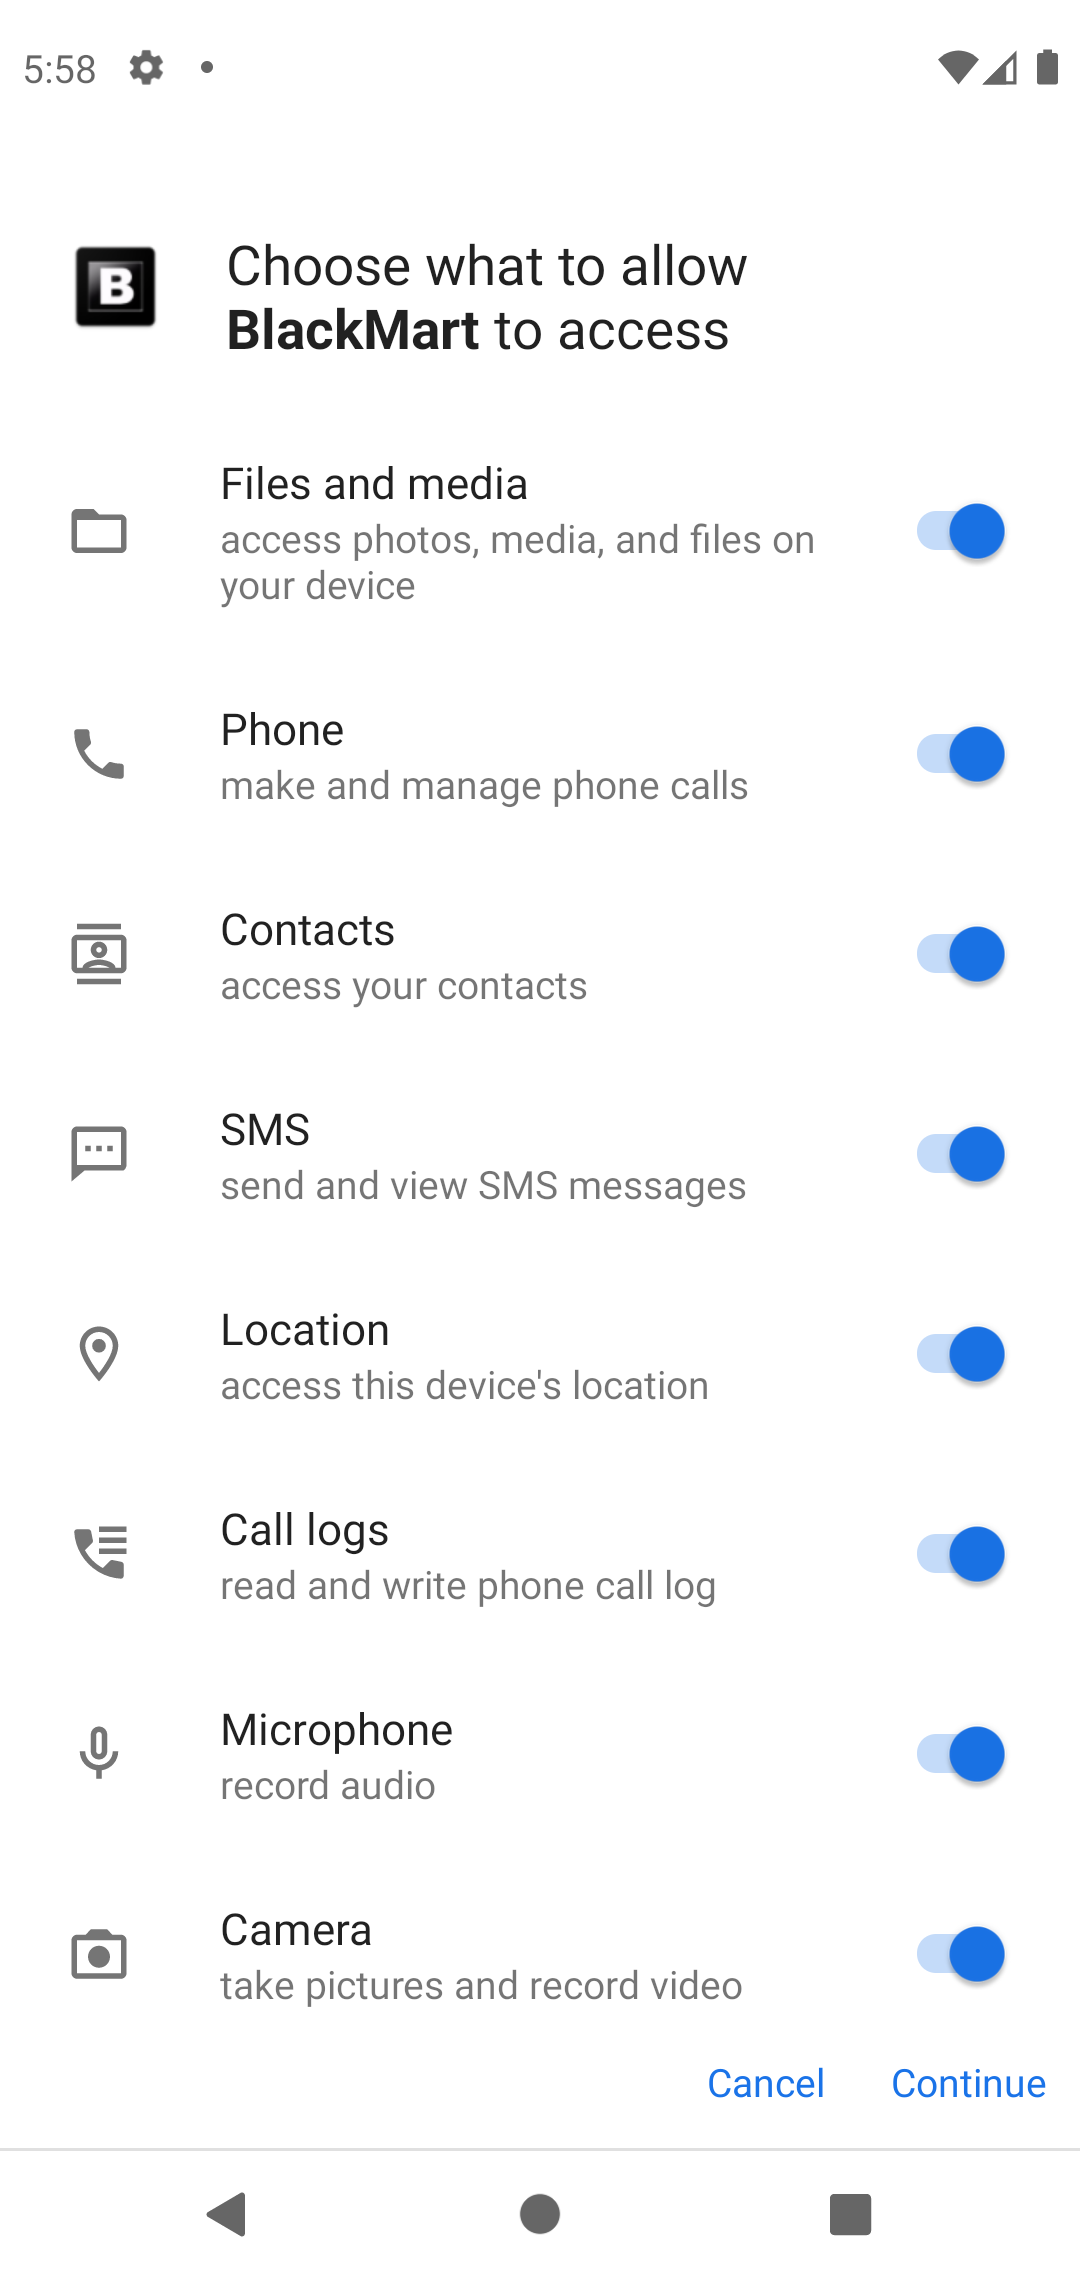 5:58
B
Choose what to allow
BlackMart to access
Files and media
access photos, media, and files on
your device
Phone
make and manage phone calls
Contacts
access your contacts
SMS
send and view SMS messages
Location
access this device's location
Call logs
read and write phone call log
Microphone
record audio
Camera
take pictures and record video
Cancel Continue